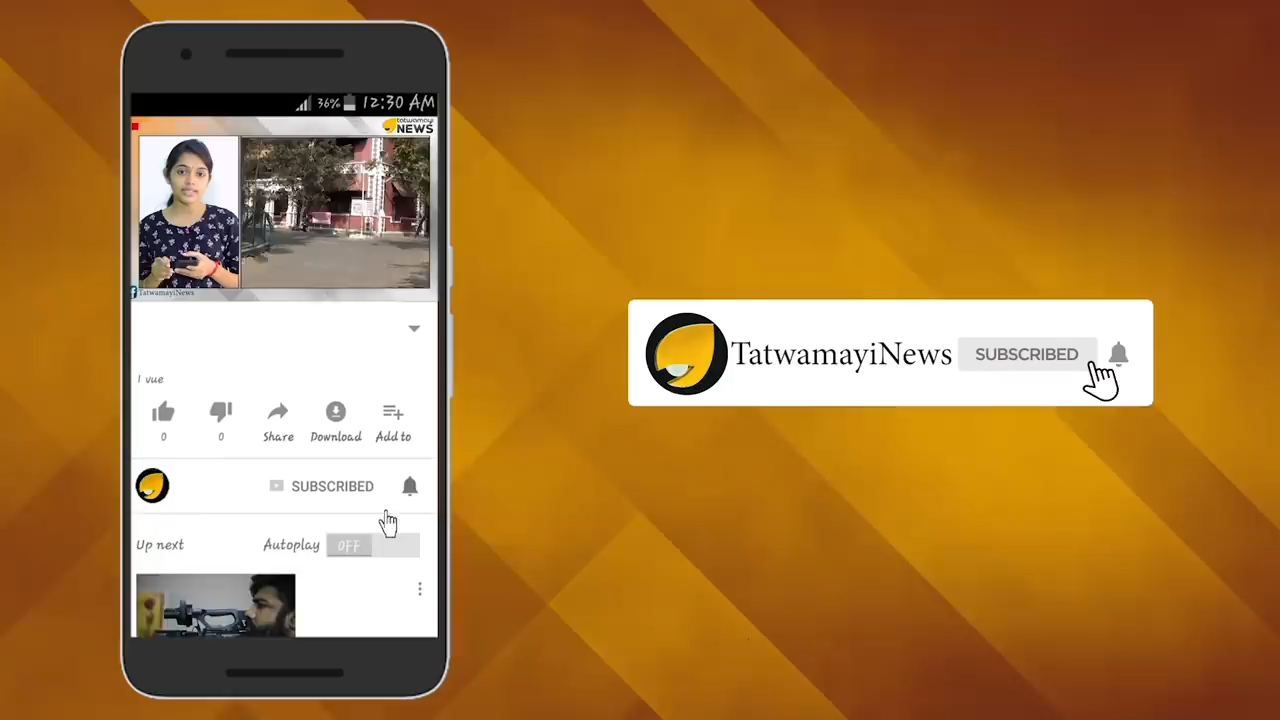 36% 12:30 AM
tatwamayi
NEWS
TatwamayiNews
1 vue
0 0 Share Download Add to
SUBSCRIBED
Up next Autoplay OFF
TatwamayiNews SUBSCRIBED